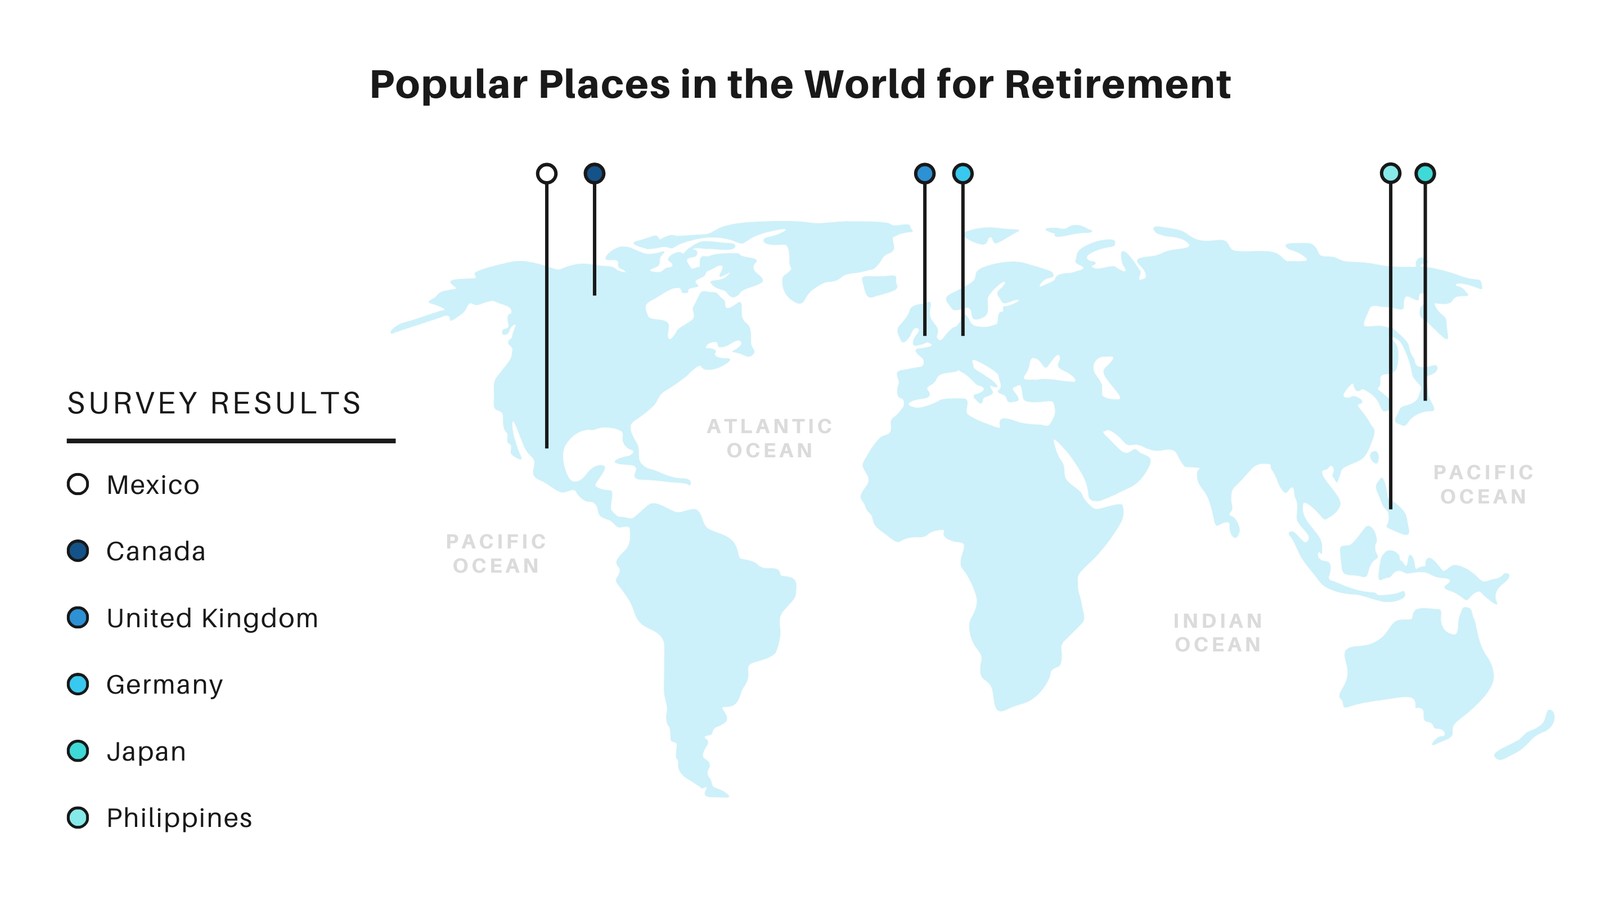 Popular Places in the World for Retirement
SURVEY RESULTS
Mexico
Canada
United Kingdom
Germany
Japan
Philippines
ATLANTIC
OCEAN
PACIFIC
OCEAN
PACIFIC
OCEAN
INDIAN
OCEAN